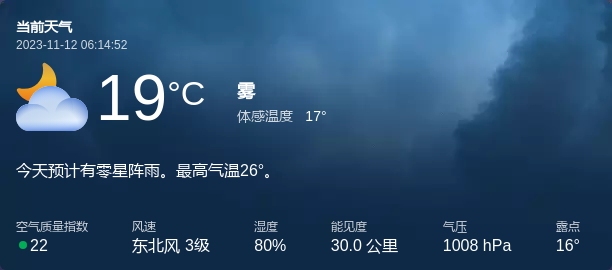 当前天气
2023-11-12 06:14:52
19°C 雾
体感温度 17°
今天预计有零星阵雨。最高气温26°。
空气质量指数 风速 湿度 能见度 气压 露点
22 东北风 3级 80% 30.0 公里 1008 hPa 16°